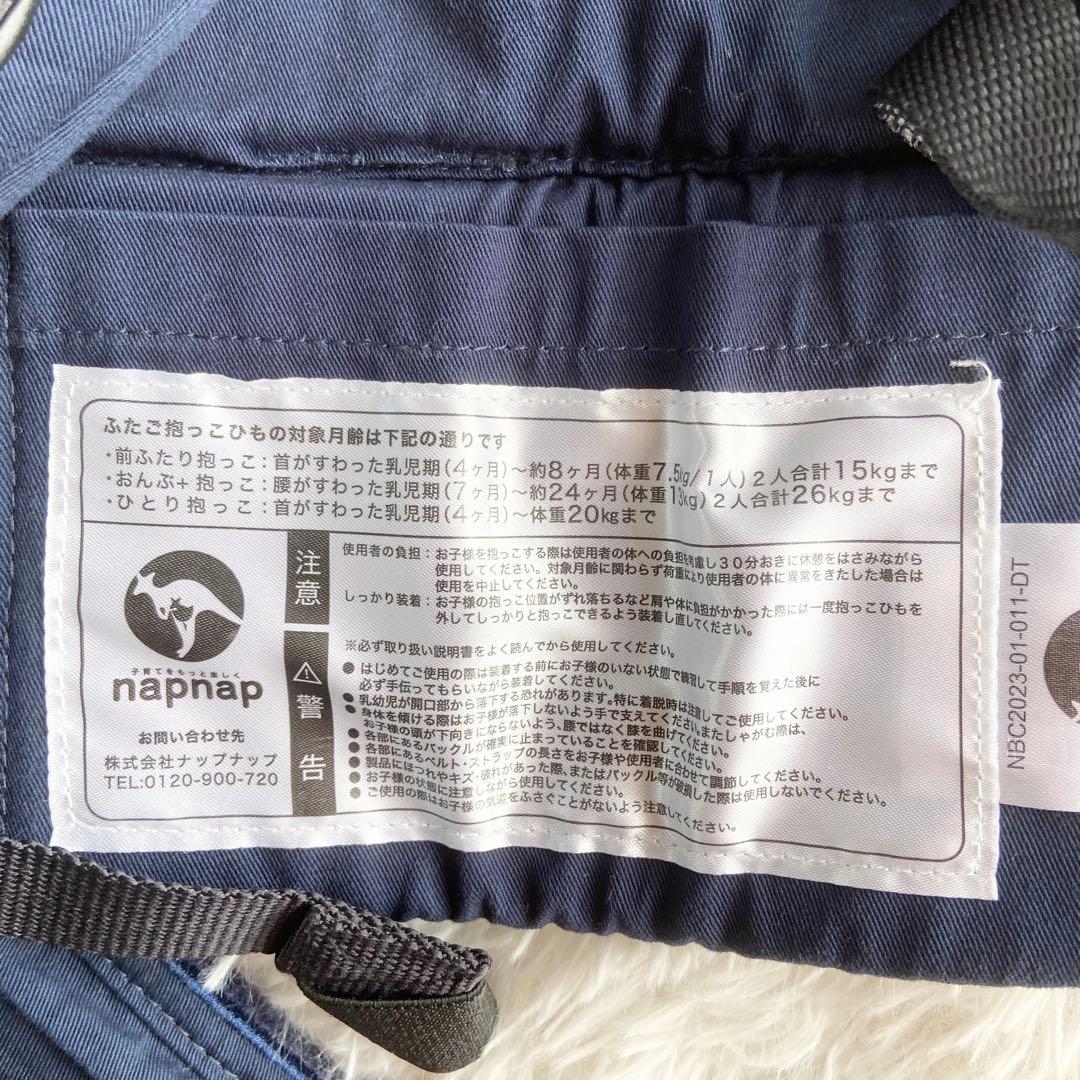 ふたご抱っこひもの対象月齢は下記の通りです
・前ふたり抱っこ：首がすわった乳児期(4ヶ月)〜約8ヶ月(体重7.5kg/1人)2人合計15kgまで
・おんぶ+抱っこ：腰がすわった乳児期(7ヶ月)〜約24ヶ月(体重13kg)2人合計26kgまで
・ひとり抱っこ：首がすわった乳児期(4ヶ月)〜体重20kgまで
子育てをもっと楽しく
napnap
お問い合わせ先
株式会社ナップナップ
TEL:0120-900-720
注意
使用者の負担：お子様を抱っこする際は使用者の体への負担を考慮し30分おきに休憩をはさみながら
使用してください。対象月齢に関わらず荷重により使用者の体に異常をきたした場合は
使用を中止してください。
しっかり装着：お子様の抱っこ位置がずれ落ちるなど肩や体に負担がかかった際には一度抱っこひもを
外してしっかりと抱っこできるよう装着し直してください。
警告
※必ず取り扱い説明書をよく読んでから使用してください。
●はじめてご使用の際は装着する前にお子様のいない状態で練習して手順を覚えた後に
必ず手伝ってもらいながら装着してください。
●乳幼児が開口部から落下する恐れがあります。特に着脱時は注意してご使用してください。
●身体を傾ける際はお子様が落下しないよう手で支えてください。またしゃがむ際は、
お子様の頭が下向きにならないよう、腰ではなく膝を曲げてください。
●各部にあるバックルが確実に止まっていることを確認してください。
●各部にあるベルト・ストラップの長さをお子様や使用者に合わせて調節してください。
●製品にほつれやキズ・破れがあった際、またはバックル等が破損した際は使用しないでください。
●お子様の状態に注意しながら使用してください。
●ご使用の際はお子様の気道をふさぐことがないよう注意してください。
NBC2023-01-011-DT